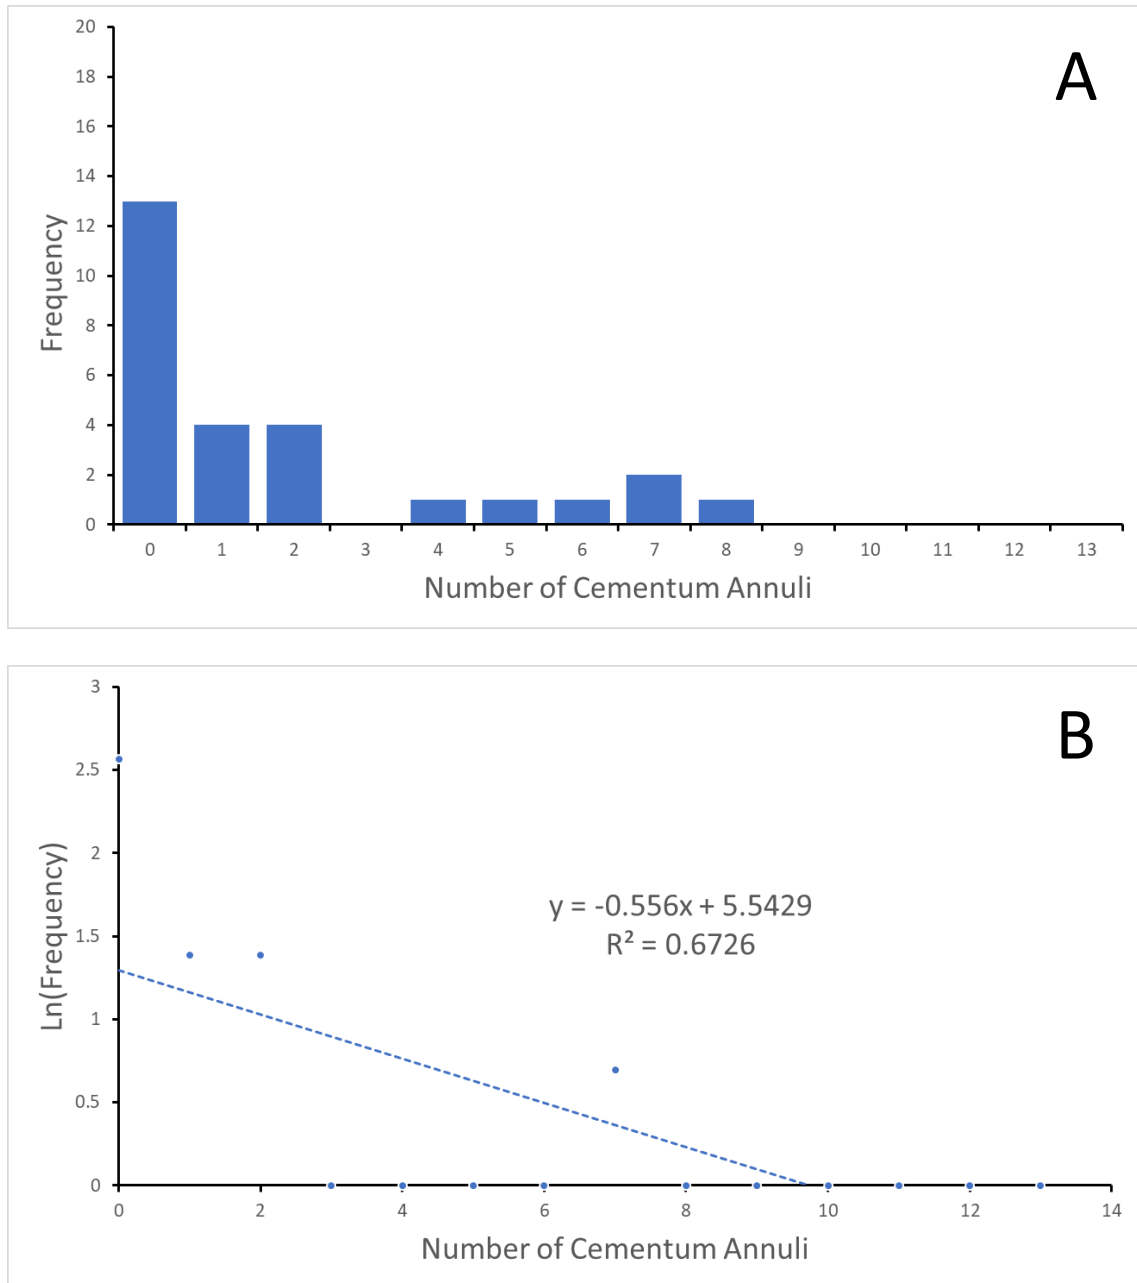 A
20
18
16
14
12
10
8
6
4
2
0
Frequency
0 1 2 3 4 5 6 7 8 9 10 11 12 13
Number of Cementum Annuli
B
3
2.5
2
1.5
1
0.5
0
Ln(Frequency)
y = -0.556x + 5.5429
R² = 0.6726
0 2 4 6 8 10 12 14
Number of Cementum Annuli